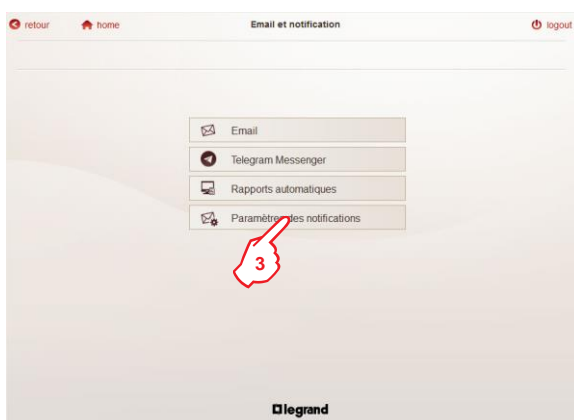 retour home Email et notification logout
Email
Telegram Messenger
Rapports automatiques
Paramètres des notifications
3
legrand